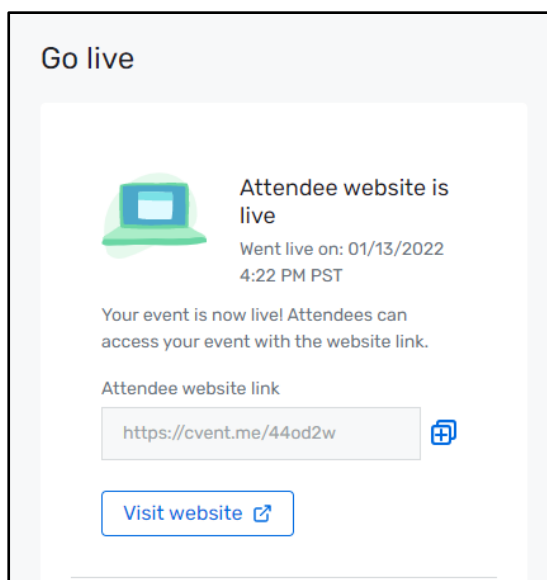 Go live
Attendee website is
live
Went live on: 01/13/2022
4:22 PM PST
Your event is now live! Attendees can
access your event with the website link.
Attendee website link
https://cvent.me/44od2w
Visit website